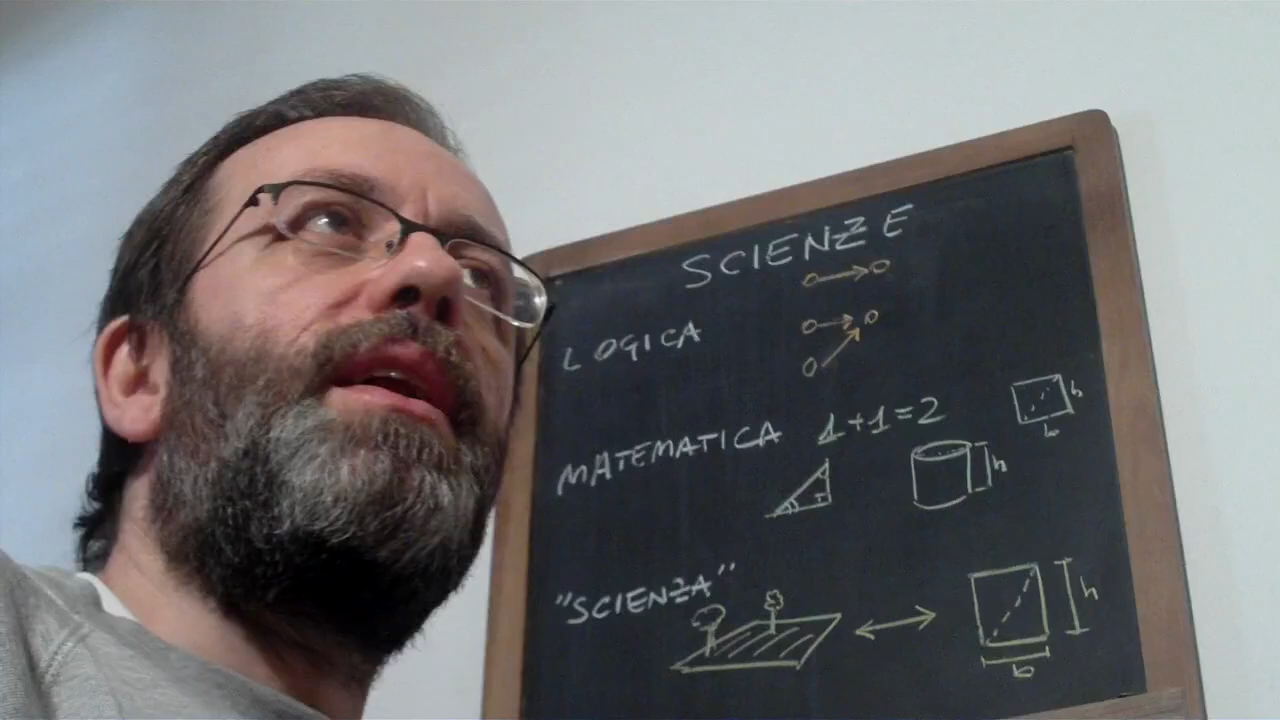 SCIENZE
LOGICA
MATEMATICA 1+1=2
h
b
h
"SCIENZA"
h
b